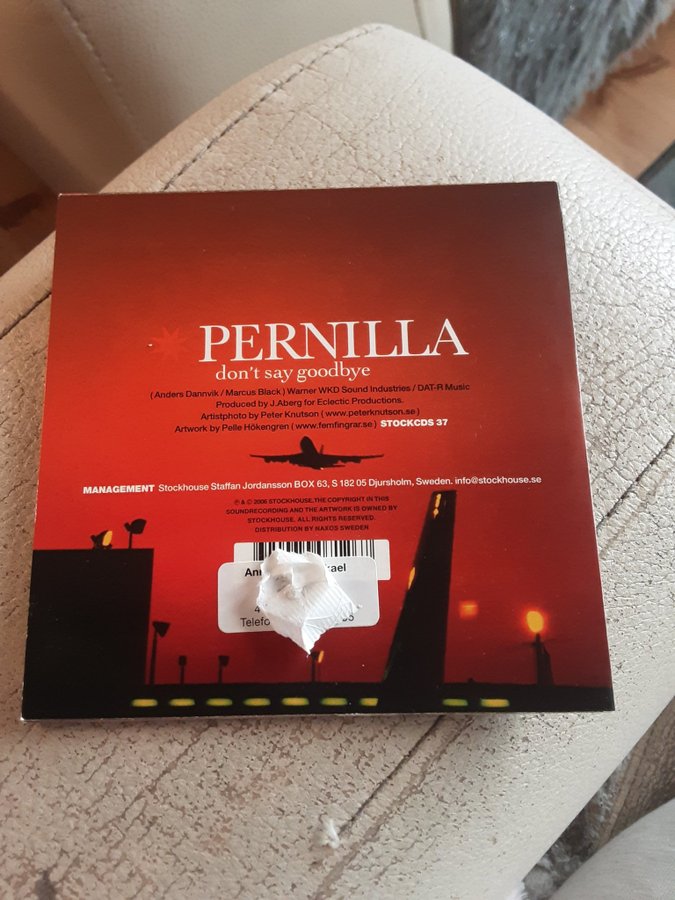 PERNILLA
don't say goodbye
( Anders Dannvik / Marcus Black ) Warner WKD Sound Industries / DAT-R Music
Produced by J.Aberg for Eclectic Productions.
Artistphoto by Peter Knutson ( www.peterknutson.se )
Artwork by Pelle Hökengren ( www.femfingrar.se ) STOCKCDS 37
MANAGEMENT Stockhouse Staffan Jordansson BOX 63, S 182 05 Djursholm, Sweden. info@stockhouse.se
℗ & © 2006 STOCKHOUSE.THE COPYRIGHT IN THIS
SOUNDRECORDING AND THE ARTWORK IS OWNED BY
STOCKHOUSE. ALL RIGHTS RESERVED.
DISTRIBUTION BY NAXOS SWEDEN